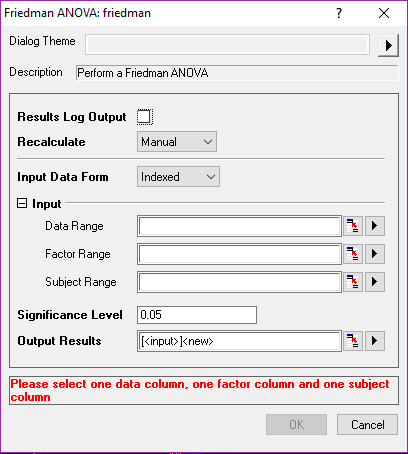 Friedman ANOVA: friedman
?
Dialog Theme
Description Perform a Friedman ANOVA
Results Log Output
Recalculate Manual
Input Data Form Indexed
Input
Data Range
Factor Range
Subject Range
Significance Level 0.05
Output Results [<input>]<new>
Please select one data column, one factor column and one subject
column
OK Cancel